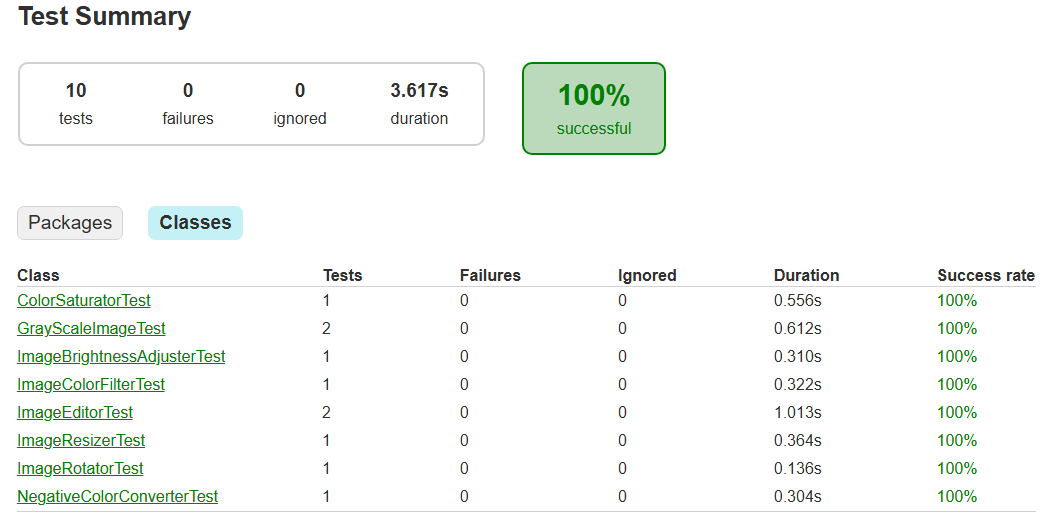 Test Summary
10 0 0 3.617s
tests failures ignored duration
100%
successful
Packages Classes
Class Tests Failures Ignored Duration Success rate
ColorSaturatorTest 1 0 0 0.556s 100%
GrayScaleImageTest 2 0 0 0.612s 100%
ImageBrightnessAdjusterTest 1 0 0 0.310s 100%
ImageColorFilterTest 1 0 0 0.322s 100%
ImageEditorTest 2 0 0 1.013s 100%
ImageResizerTest 1 0 0 0.364s 100%
ImageRotatorTest 1 0 0 0.136s 100%
NegativeColorConverterTest 1 0 0 0.304s 100%